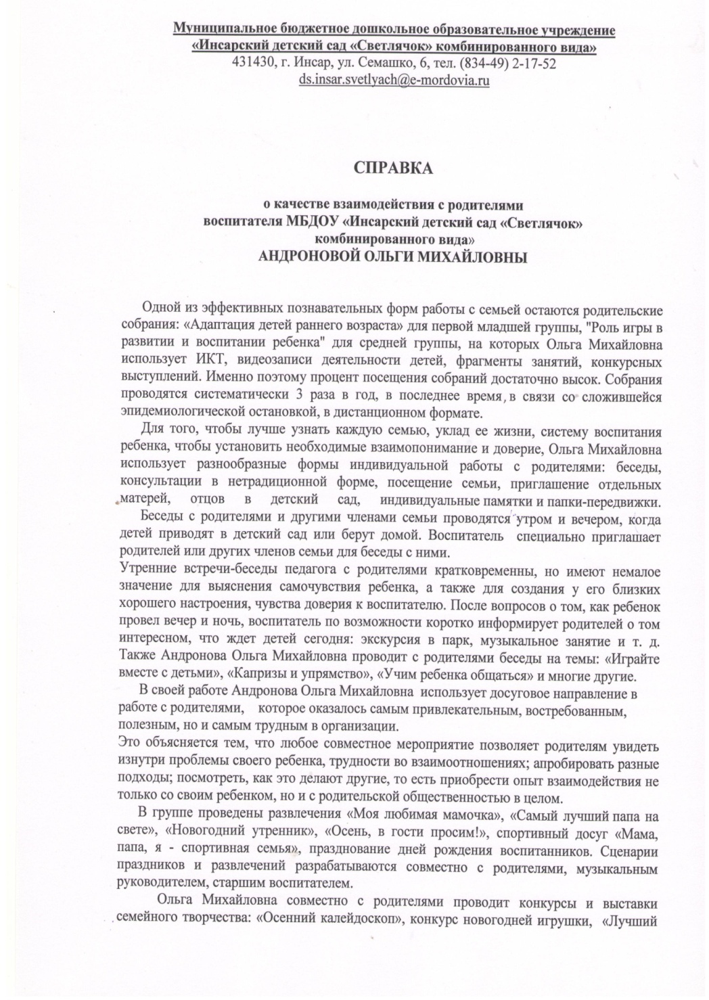 Муниципальное бюджетное дошкольное образовательное учреждение
«Инсарский детский сад «Светлячок» комбинированного вида»
431430, г. Инсар, ул. Семашко, 6, тел. (834-49) 2-17-52
ds.insar.svetlyach@e-mordovia.ru
СПРАВКА
о качестве взаимодействия с родителями
воспитателя МБДОУ «Инсарский детский сад «Светлячок»
комбинированного вида»
АНДРОНОВОЙ ОЛЬГИ МИХАЙЛОВНЫ
Одной из эффективных познавательных форм работы с семьей остаются родительские
собрания: «Адаптация детей раннего возраста» для первой младшей группы, "Роль игры в
развитии и воспитании ребенка" для средней группы, на которых Ольга Михайловна
использует ИКТ, видеозаписи деятельности детей, фрагменты занятий, конкурсных
выступлений. Именно поэтому процент посещения собраний достаточно высок. Собрания
проводятся систематически 3 раза в год, в последнее время, в связи со сложившейся
эпидемиологической остановкой, в дистанционном формате.
Для того, чтобы лучше узнать каждую семью, уклад ее жизни, систему воспитания
ребенка, чтобы установить необходимые взаимопонимание и доверие, Ольга Михайловна
использует разнообразные формы индивидуальной работы с родителями: беседы,
консультации в нетрадиционной форме, посещение семьи, приглашение отдельных
матерей, отцов в детский сад, индивидуальные памятки и папки-передвижки.
Беседы с родителями и другими членами семьи проводятся утром и вечером, когда
детей приводят в детский сад или берут домой. Воспитатель специально приглашает
родителей или других членов семьи для беседы с ними.
Утренние встречи-беседы педагога с родителями кратковременны, но имеют немалое
значение для выяснения самочувствия ребенка, а также для создания у его близких
хорошего настроения, чувства доверия к воспитателю. После вопросов о том, как ребенок
провел вечер и ночь, воспитатель по возможности коротко информирует родителей о том
интересном, что ждет детей сегодня: экскурсия в парк, музыкальное занятие и т. д.
Также Андронова Ольга Михайловна проводит с родителями беседы на темы: «Играйте
вместе с детьми», «Капризы и упрямство», «Учим ребенка общаться» и многие другие.
В своей работе Андронова Ольга Михайловна использует досуговое направление в
работе с родителями, которое оказалось самым привлекательным, востребованным,
полезным, но и самым трудным в организации.
Это объясняется тем, что любое совместное мероприятие позволяет родителям увидеть
изнутри проблемы своего ребенка, трудности во взаимоотношениях; апробировать разные
подходы; посмотреть, как это делают другие, то есть приобрести опыт взаимодействия не
только со своим ребенком, но и с родительской общественностью в целом.
В группе проведены развлечения «Моя любимая мамочка», «Самый лучший папа на
свете», «Новогодний утренник», «Осень, в гости просим!», спортивный досуг «Мама,
папа, я - спортивная семья», празднование дней рождения воспитанников. Сценарии
праздников и развлечений разрабатываются совместно с родителями, музыкальным
руководителем, старшим воспитателем.
Ольга Михайловна совместно с родителями проводит конкурсы и выставки
семейного творчества: «Осенний калейдоскоп», конкурс новогодней игрушки, «Лучший